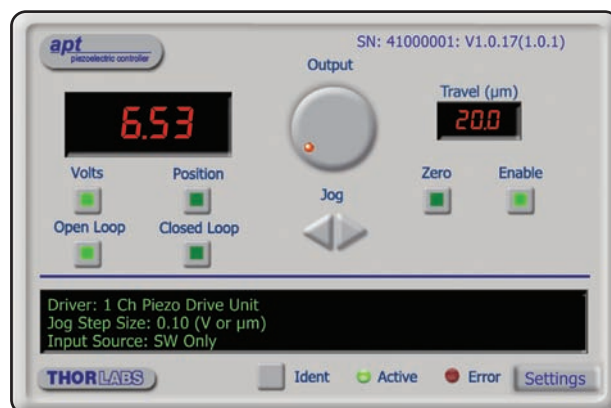 apt
piezoelectric controller
SN: 41000001: V1.0.17(1.0.1)
Output
Travel (µm)
6.53
20.0
Volts
Position
Zero
Enable
Jog
Open Loop
Closed Loop
Driver: 1 Ch Piezo Drive Unit
Jog Step Size: 0.10 (V or µm)
Input Source: SW Only
THORLABS
Ident
Active
Error
Settings